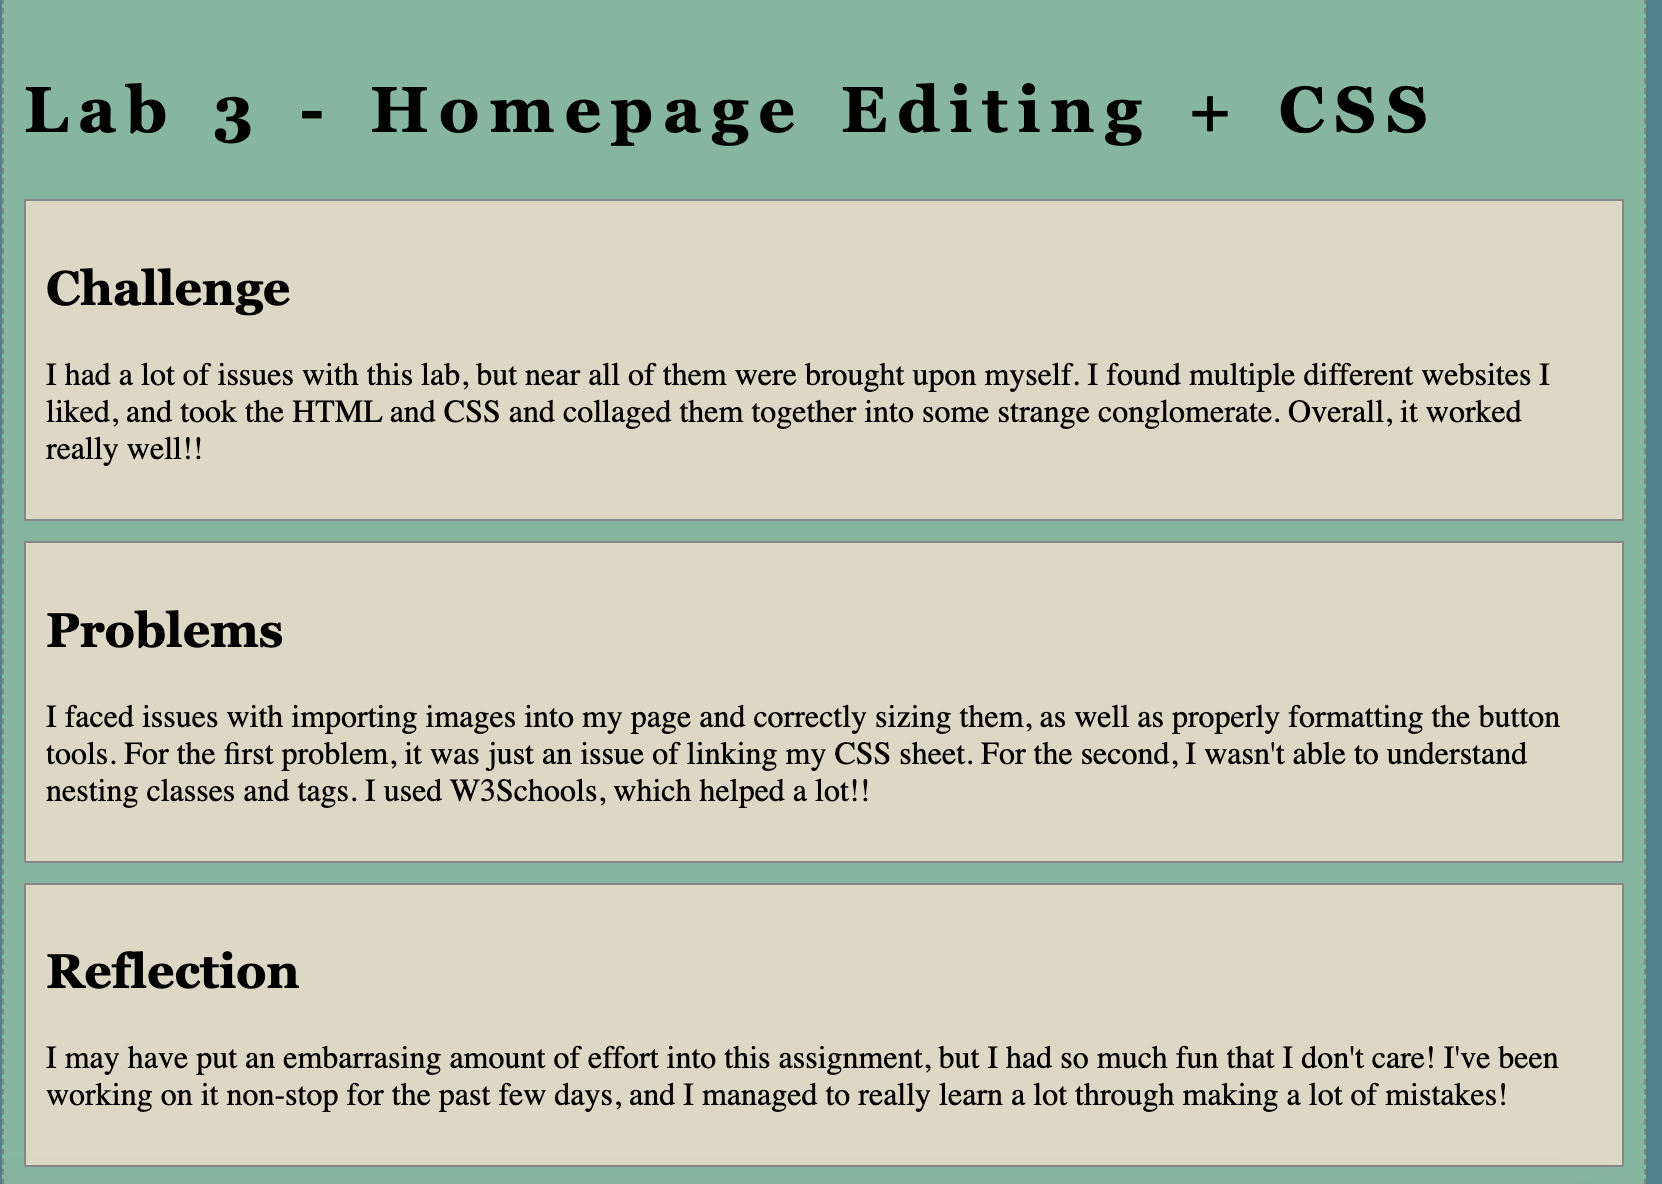 Lab 3 - Homepage Editing + CSS
Challenge
I had a lot of issues with this lab, but near all of them were brought upon myself. I found multiple different websites I
liked, and took the HTML and CSS and collaged them together into some strange conglomerate. Overall, it worked
really well!!
Problems
I faced issues with importing images into my page and correctly sizing them, as well as properly formatting the button
tools. For the first problem, it was just an issue of linking my CSS sheet. For the second, I wasn't able to understand
nesting classes and tags. I used W3Schools, which helped a lot!!
Reflection
I may have put an embarrasing amount of effort into this assignment, but I had so much fun that I don't care! I've been
working on it non-stop for the past few days, and I managed to really learn a lot through making a lot of mistakes!